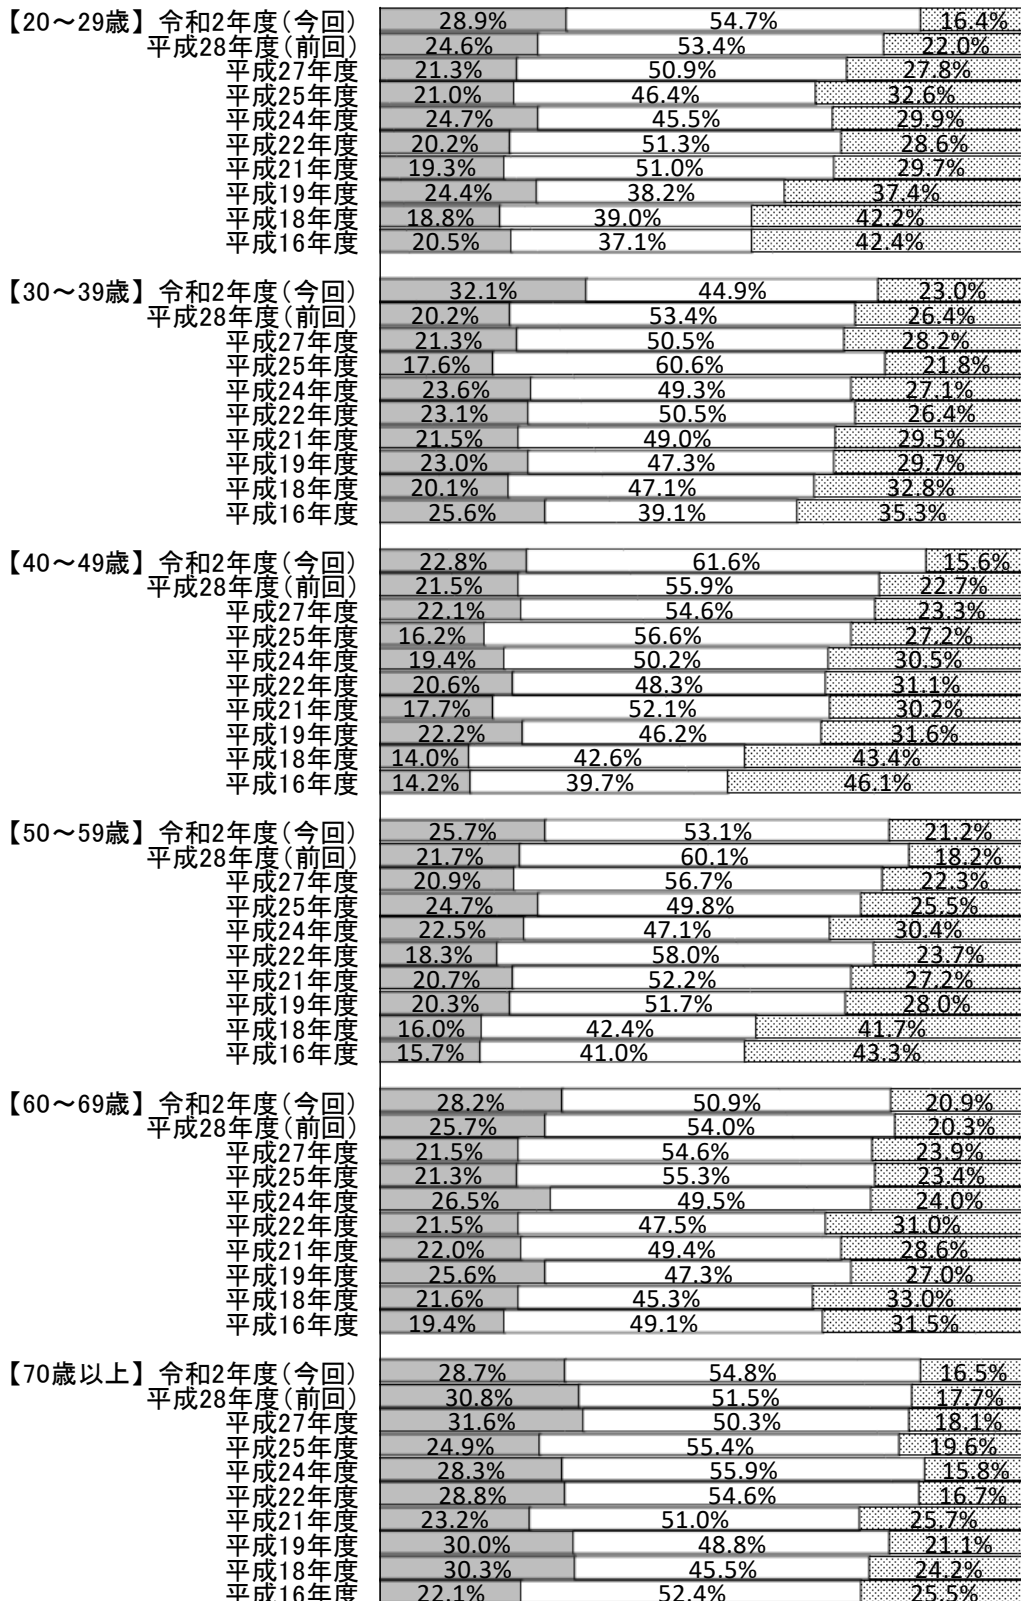 【20～29歳】令和2年度(今回) 28.9% 54.7% 16.4%
平成28年度(前回) 24.6% 53.4% 22.0%
平成27年度 21.3% 50.9% 27.8%
平成25年度 21.0% 46.4% 32.6%
平成24年度 24.7% 45.5% 29.9%
平成22年度 20.2% 51.3% 28.6%
平成21年度 19.3% 51.0% 29.7%
平成19年度 24.4% 38.2% 37.4%
平成18年度 18.8% 39.0% 42.2%
平成16年度 20.5% 37.1% 42.4%
【30～39歳】令和2年度(今回) 32.1% 44.9% 23.0%
平成28年度(前回) 20.2% 53.4% 26.4%
平成27年度 21.3% 50.5% 28.2%
平成25年度 17.6% 60.6% 21.8%
平成24年度 23.6% 49.3% 27.1%
平成22年度 23.1% 50.5% 26.4%
平成21年度 21.5% 49.0% 29.5%
平成19年度 23.0% 47.3% 29.7%
平成18年度 20.1% 47.1% 32.8%
平成16年度 25.6% 39.1% 35.3%
【40～49歳】令和2年度(今回) 22.8% 61.6% 15.6%
平成28年度(前回) 21.5% 55.9% 22.7%
平成27年度 22.1% 54.6% 23.3%
平成25年度 16.2% 56.6% 27.2%
平成24年度 19.4% 50.2% 30.5%
平成22年度 20.6% 48.3% 31.1%
平成21年度 17.7% 52.1% 30.2%
平成19年度 22.2% 46.2% 31.6%
平成18年度 14.0% 42.6% 43.4%
平成16年度 14.2% 39.7% 46.1%
【50～59歳】令和2年度(今回) 25.7% 53.1% 21.2%
平成28年度(前回) 21.7% 60.1% 18.2%
平成27年度 20.9% 56.7% 22.3%
平成25年度 24.7% 49.8% 25.5%
平成24年度 22.5% 47.1% 30.4%
平成22年度 18.3% 58.0% 23.7%
平成21年度 20.7% 52.2% 27.2%
平成19年度 20.3% 51.7% 28.0%
平成18年度 16.0% 42.4% 41.7%
平成16年度 15.7% 41.0% 43.3%
【60～69歳】令和2年度(今回) 28.2% 50.9% 20.9%
平成28年度(前回) 25.7% 54.0% 20.3%
平成27年度 21.5% 54.6% 23.9%
平成25年度 21.3% 55.3% 23.4%
平成24年度 26.5% 49.5% 24.0%
平成22年度 21.5% 47.5% 31.0%
平成21年度 22.0% 49.4% 28.6%
平成19年度 25.6% 47.3% 27.0%
平成18年度 21.6% 45.3% 33.0%
平成16年度 19.4% 49.1% 31.5%
【70歳以上】令和2年度(今回) 28.7% 54.8% 16.5%
平成28年度(前回) 30.8% 51.5% 17.7%
平成27年度 31.6% 50.3% 18.1%
平成25年度 24.9% 55.4% 19.6%
平成24年度 28.3% 55.9% 15.8%
平成22年度 28.8% 54.6% 16.7%
平成21年度 23.2% 51.0% 25.7%
平成19年度 30.0% 48.8% 21.1%
平成18年度 30.3% 45.5% 24.2%
平成16年度 22.1% 52.4% 25.5%